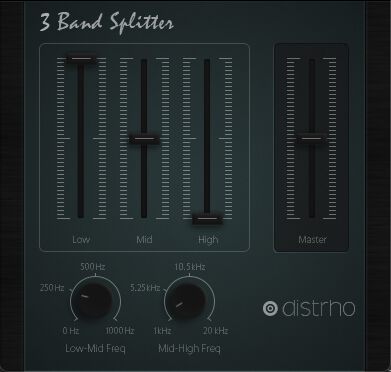 3 Band Splitter
Low Mid High Master
500 Hz 10.5 kHz
250 Hz 5.25 kHz
0 Hz 1000 Hz 1kHz 20 kHz
Low-Mid Freq Mid-High Freq
distrho